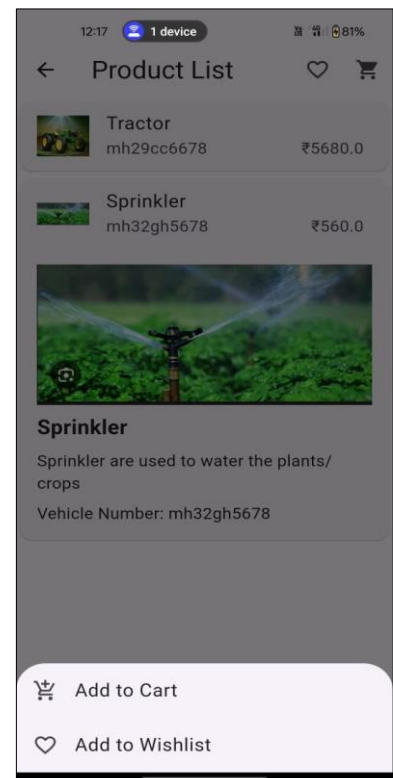 12:17 1 device 81%
Product List
Tractor
mh29cc6678 ₹5680.0
Sprinkler
mh32gh5678 ₹560.0
Sprinkler
Sprinkler are used to water the plants/
crops
Vehicle Number: mh32gh5678
Add to Cart
Add to Wishlist